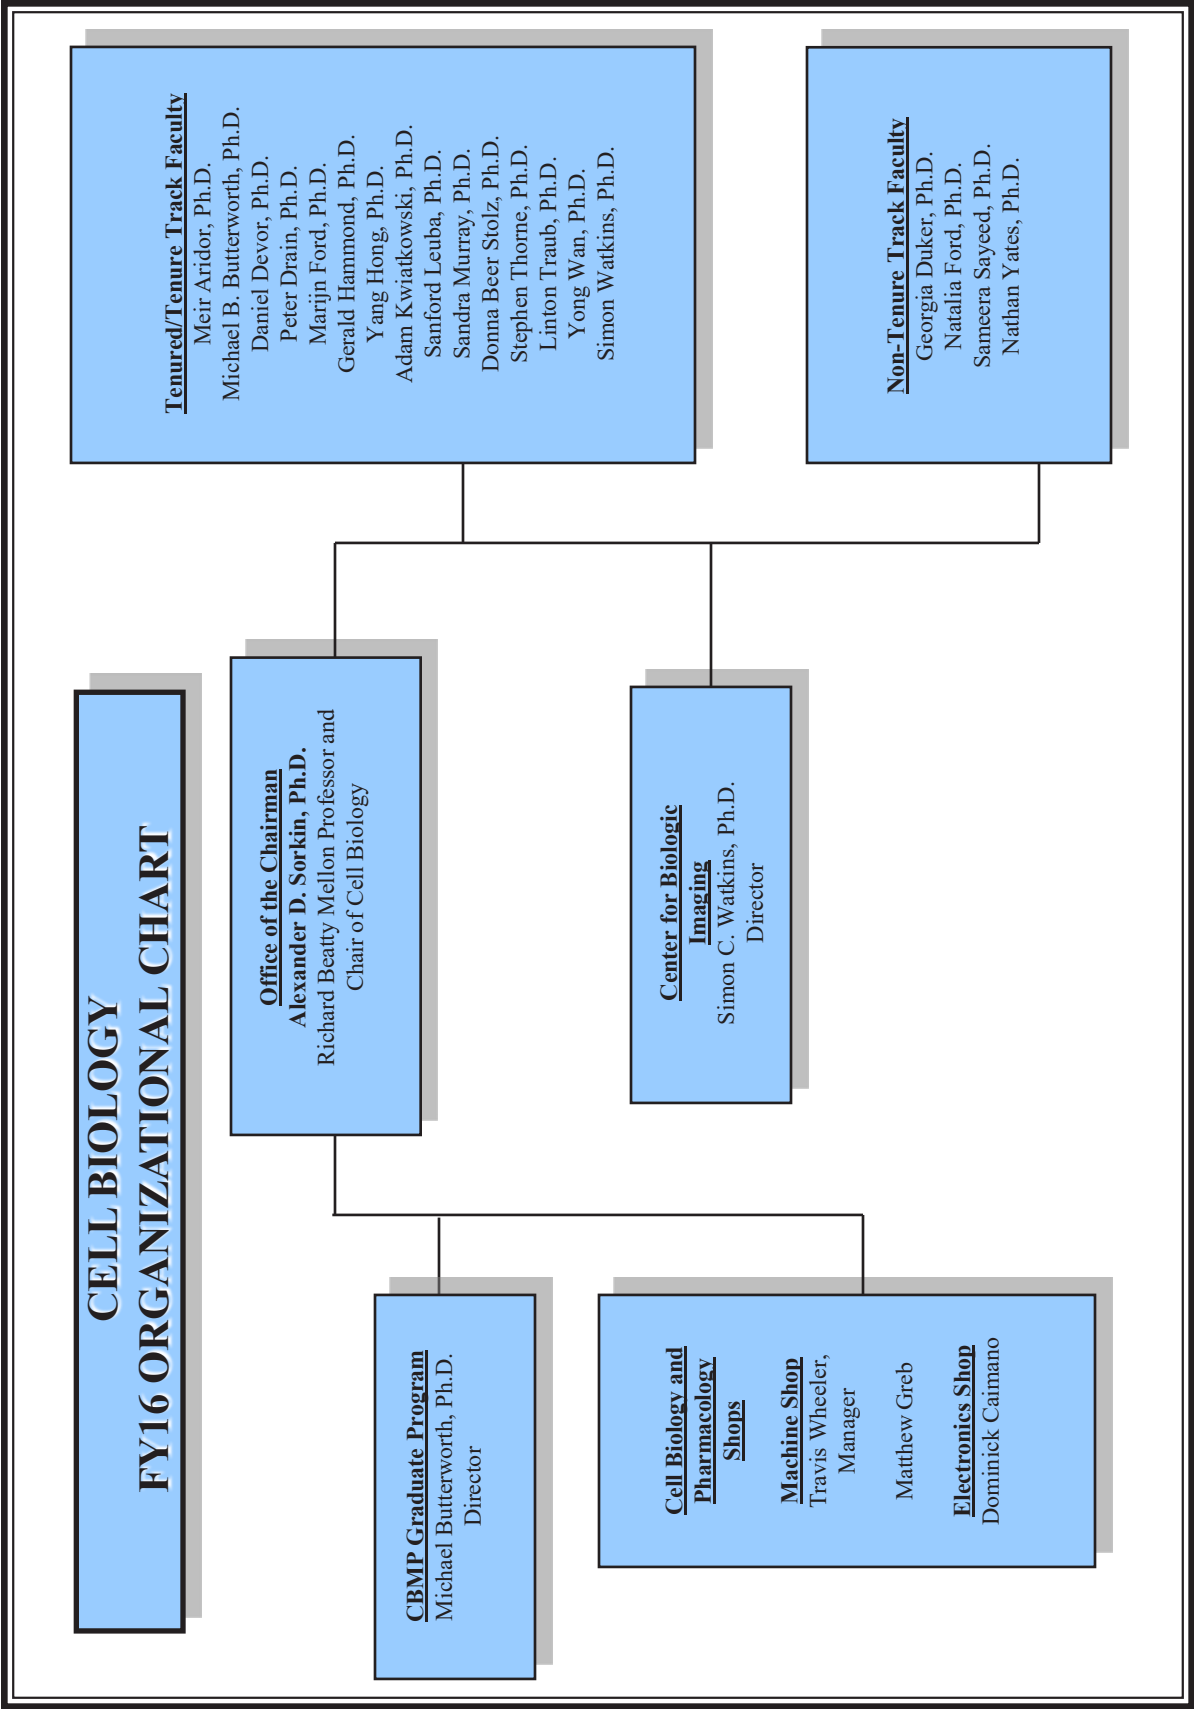 CELL BIOLOGY
FY16 ORGANIZATIONAL CHART
Office of the Chairman
Alexander D. Sorkin, Ph.D.
Richard Beatty Mellon Professor and
Chair of Cell Biology
CBMP Graduate Program
Michael Butterworth, Ph.D.
Director
Cell Biology and
Pharmacology
Shops
Machine Shop
Travis Wheeler,
Manager
Matthew Greb
Electronics Shop
Dominick Caimano
Center for Biologic
Imaging
Simon C. Watkins, Ph.D.
Director
Tenured/Tenure Track Faculty
Meir Aridor, Ph.D.
Michael B. Butterworth, Ph.D.
Daniel Devor, Ph.D.
Peter Drain, Ph.D.
Marijn Ford, Ph.D.
Gerald Hammond, Ph.D.
Yang Hong, Ph.D.
Adam Kwiatkowski, Ph.D.
Sanford Leuba, Ph.D.
Sandra Murray, Ph.D.
Donna Beer Stolz, Ph.D.
Stephen Thorne, Ph.D.
Linton Traub, Ph.D.
Yong Wan, Ph.D.
Simon Watkins, Ph.D.
Non-Tenure Track Faculty
Georgia Duker, Ph.D.
Natalia Ford, Ph.D.
Sameera Sayeed, Ph.D.
Nathan Yates, Ph.D.